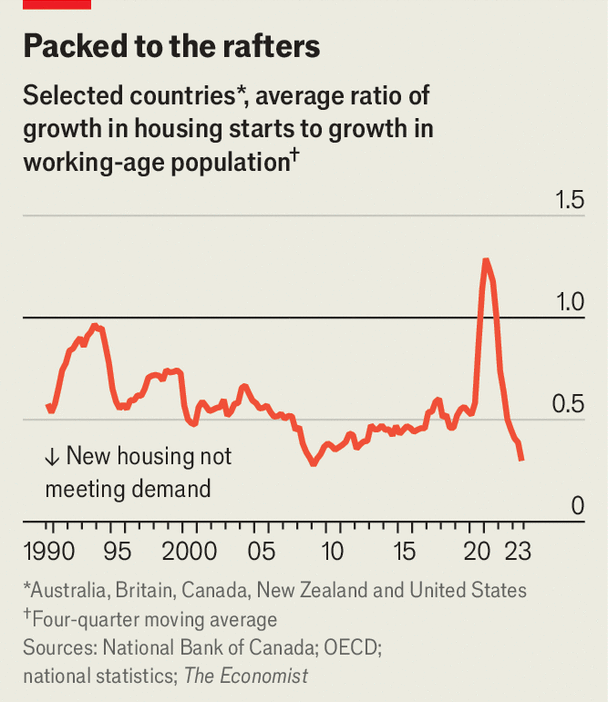 Packed to the rafters
Selected countries*, average ratio of
growth in housing starts to growth in
working-age population†
1.5
1.0
0.5
↓ New housing not
meeting demand
0
1990 95 2000 05 10 15 20 23
*Australia, Britain, Canada, New Zealand and United States
†Four-quarter moving average
Sources: National Bank of Canada; OECD;
national statistics; The Economist